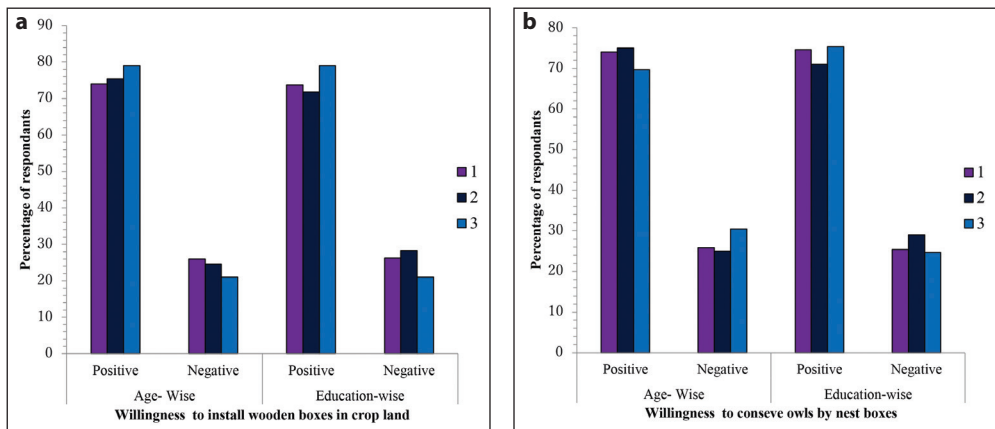 a
Percentage of respondants
90
80
70
60
50
40
30
20
10
0
Positive Negative Positive Negative
Age- Wise Education-wise
Willingness to install wooden boxes in crop land
1
2
3
b
Percentage of respondants
80
70
60
50
40
30
20
10
0
Positive Negative Positive Negative
Age- Wise Education-wise
Willingness to conseve owls by nest boxes
1
2
3